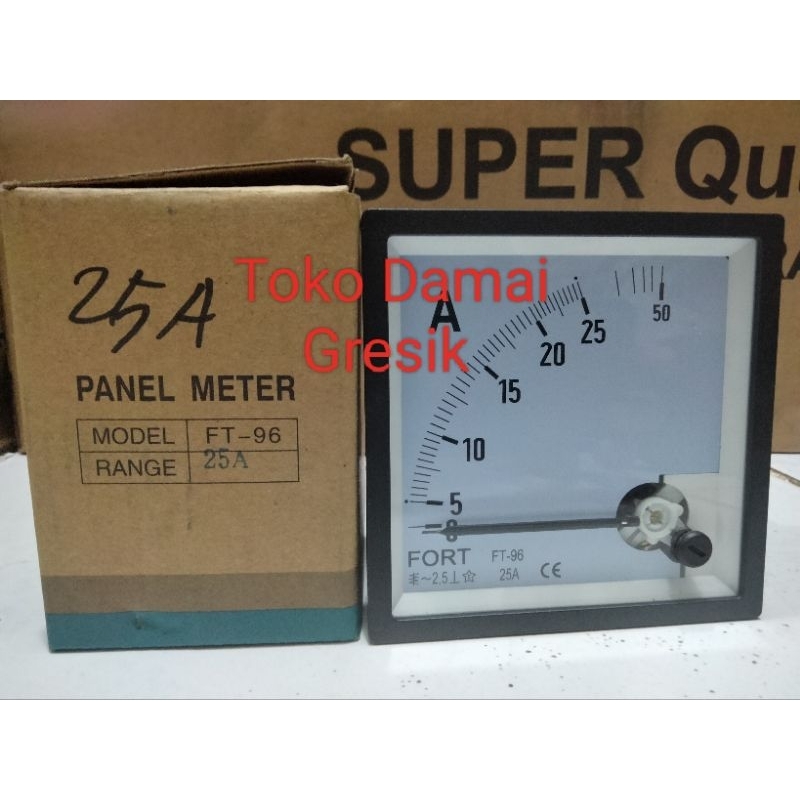 SUPER Qu
25A
PANEL METER
MODEL FT-96
RANGE 25A
Toko Damai
Gresik
A
50
25
20
15
10
5
FORT FT-96
~2.5⊥☆ 25A CE